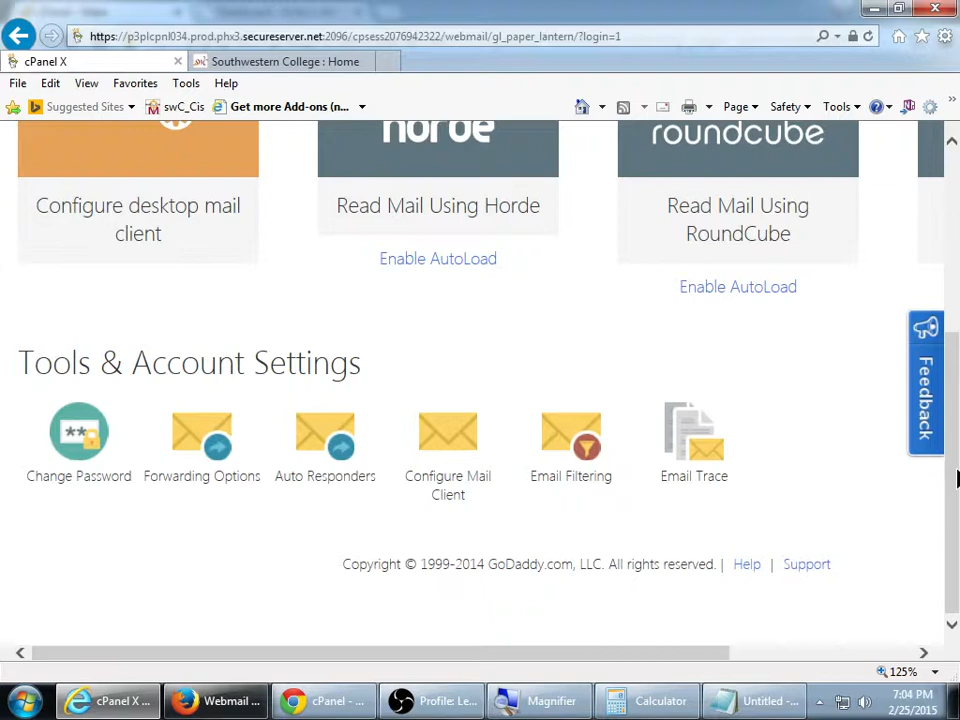 https://p3plcpnl034.prod.phx3.secureserver.net:2096/cpsess2076942322/webmail/gl_paper_lantern/?login=1
cPanel X
Southwestern College : Home
File Edit View Favorites Tools Help
Suggested Sites
swC_Cis
Get more Add-ons (n...
Page
Safety
Tools
horde
roundcube
Configure desktop mail
client
Read Mail Using Horde
Enable AutoLoad
Read Mail Using
RoundCube
Enable AutoLoad
Feedback
Tools & Account Settings
**
Change Password
Forwarding Options
Auto Responders
Configure Mail
Client
Email Filtering
Email Trace
Copyright © 1999-2014 GoDaddy.com, LLC. All rights reserved. | Help | Support
125%
cPanel X ...
Webmail ...
cPanel - ...
Profile: Le...
Magnifier
Calculator
Untitled -...
7:04 PM
2/25/2015